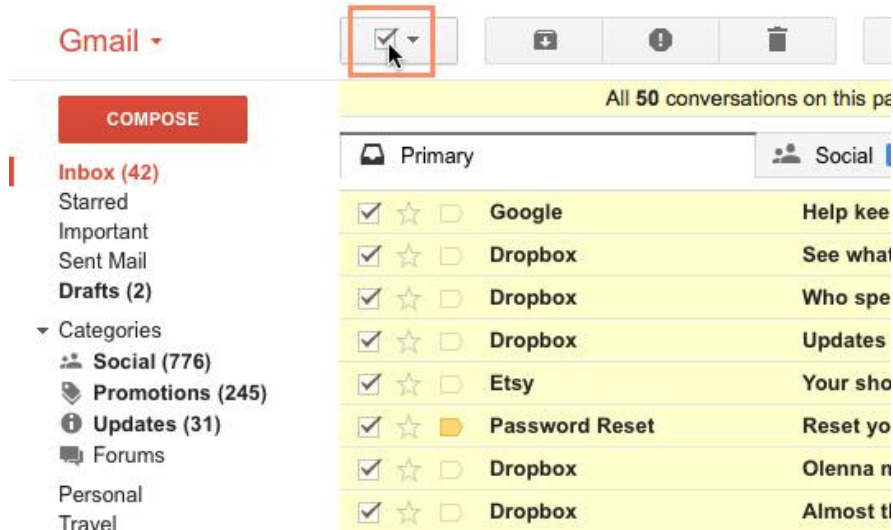 Gmail
COMPOSE
Inbox (42)
Starred
Important
Sent Mail
Drafts (2)
Categories
Social (776)
Promotions (245)
Updates (31)
Forums
Personal
Travel
All 50 conversations on this pa
Primary
Social
Google Help kee
Dropbox See what
Dropbox Who spe
Dropbox Updates
Etsy Your sho
Password Reset Reset yo
Dropbox Olenna n
Dropbox Almost th